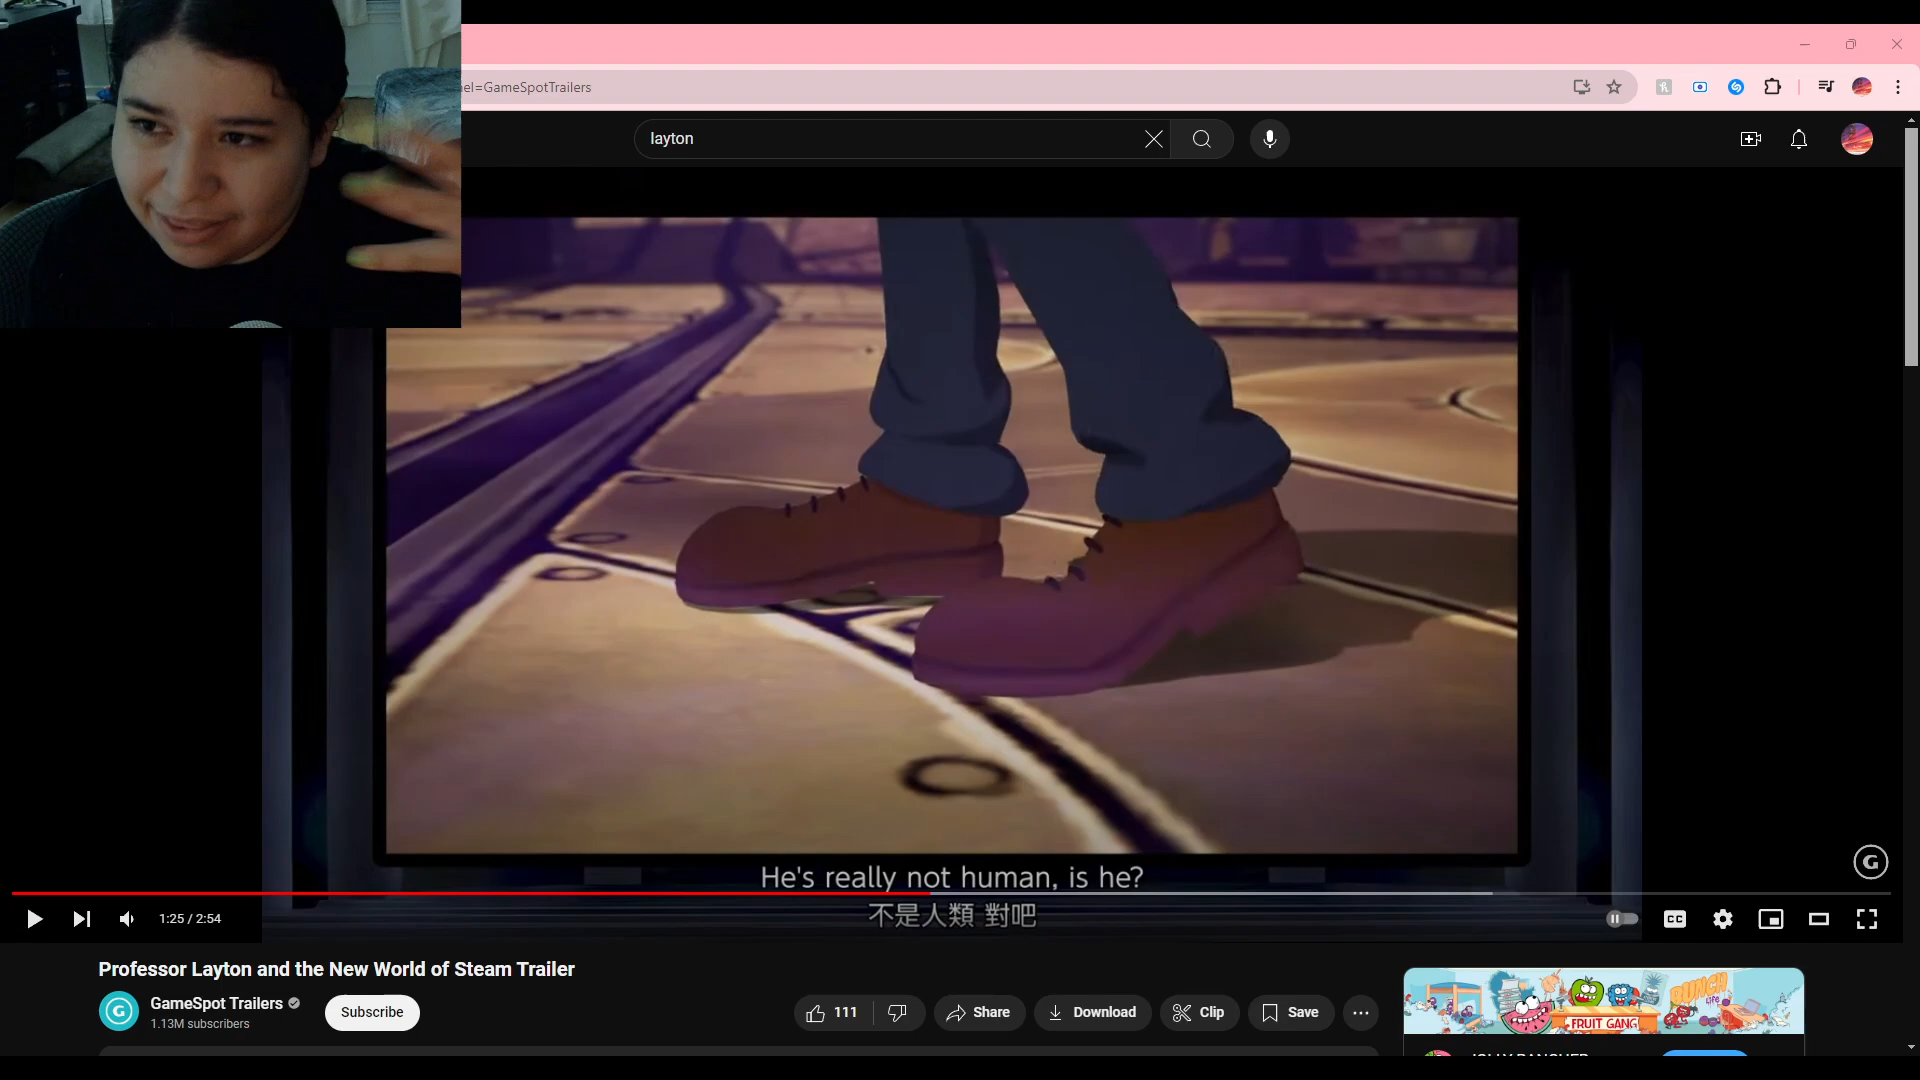 el=GameSpotTrailers
layton
He's really not human, is he?
不是人類 對吧
G
1:25 / 2:54
CC
Professor Layton and the New World of Steam Trailer
G
GameSpot Trailers
1.13M subscribers
Subscribe
111
Share
Download
Clip
Save
FRUIT GANG
PUNCH